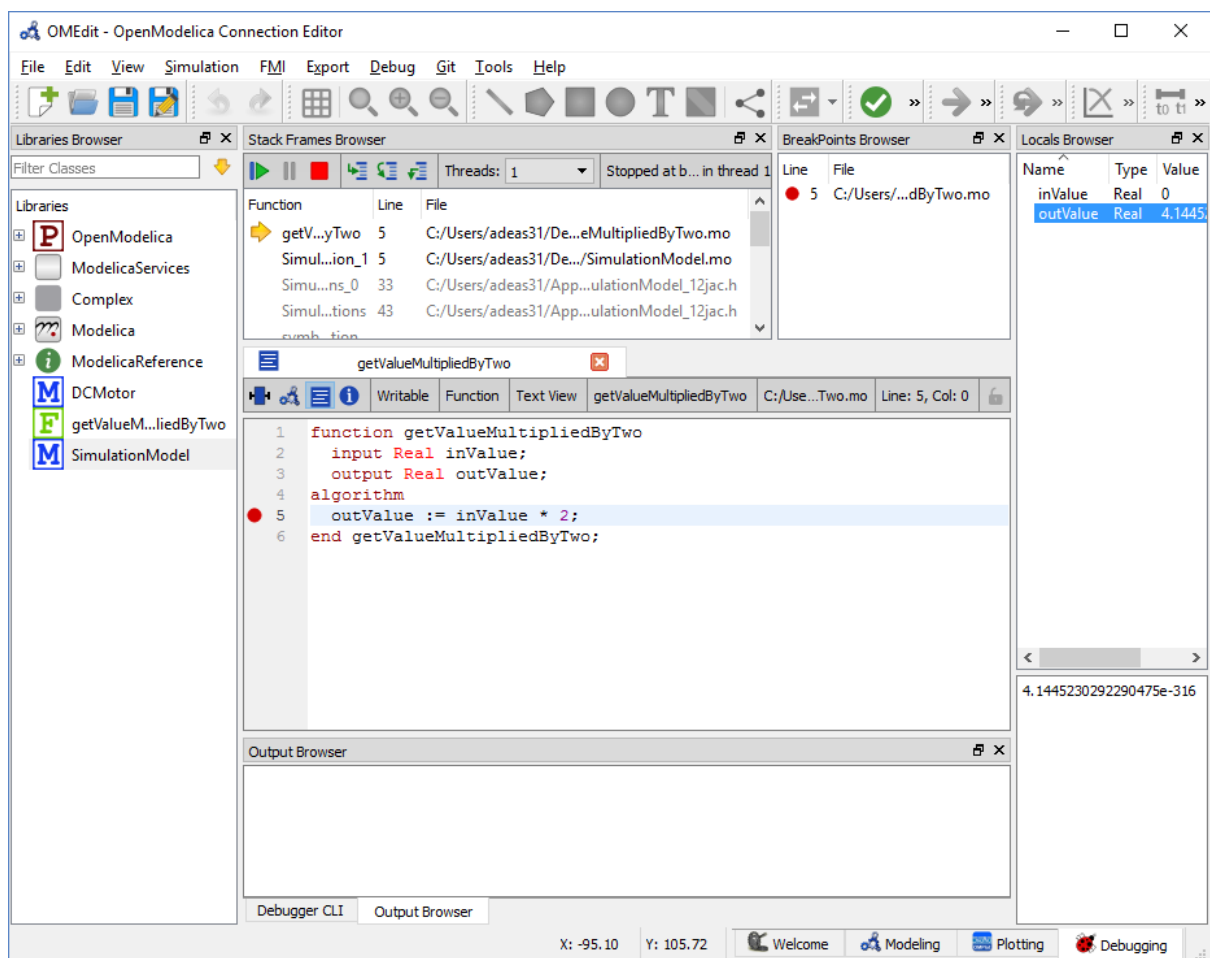 OMEdit - OpenModelica Connection Editor
File Edit View Simulation FMI Export Debug Git Tools Help
T » » » » t0 t1 »
Libraries Browser
Filter Classes
Libraries
P OpenModelica
ModelicaServices
Complex
Modelica
i ModelicaReference
M DCMotor
F getValueM...liedByTwo
M SimulationModel
Stack Frames Browser
Threads: 1 Stopped at b... in thread 1
Function Line File
getV...yTwo 5 C:/Users/adeas31/De...eMultipliedByTwo.mo
Simul...ion_1 5 C:/Users/adeas31/De.../SimulationModel.mo
Simu...ns_0 33 C:/Users/adeas31/App...ulationModel_12jac.h
Simul...tions 43 C:/Users/adeas31/App...ulationModel_12jac.h
BreakPoints Browser
Line File
5 C:/Users/...dByTwo.mo
Locals Browser
Name Type Value
inValue Real 0
outValue Real 4.1445
4.1445230292290475e-316
getValueMultipliedByTwo
Writable Function Text View getValueMultipliedByTwo C:/Use...Two.mo Line: 5, Col: 0
1 function getValueMultipliedByTwo
2 input Real inValue;
3 output Real outValue;
4 algorithm
5 outValue := inValue * 2;
6 end getValueMultipliedByTwo;
Output Browser
Debugger CLI Output Browser
X: -95.10 Y: 105.72 Welcome Modeling Plotting Debugging